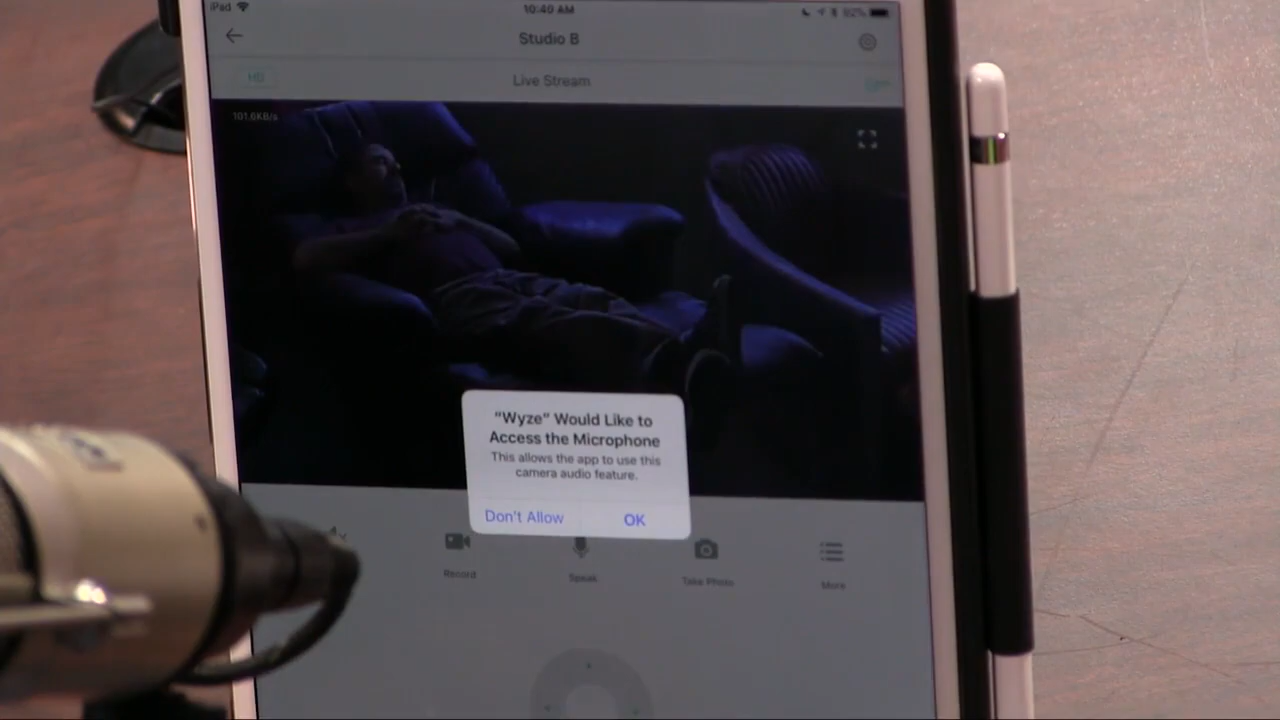 iPad 10:40 AM 92%
Studio B
HD Live Stream
101.6KB/s
"Wyze" Would Like to
Access the Microphone
This allows the app to use this
camera audio feature.
Don't Allow OK
Record Speak Take Photo More